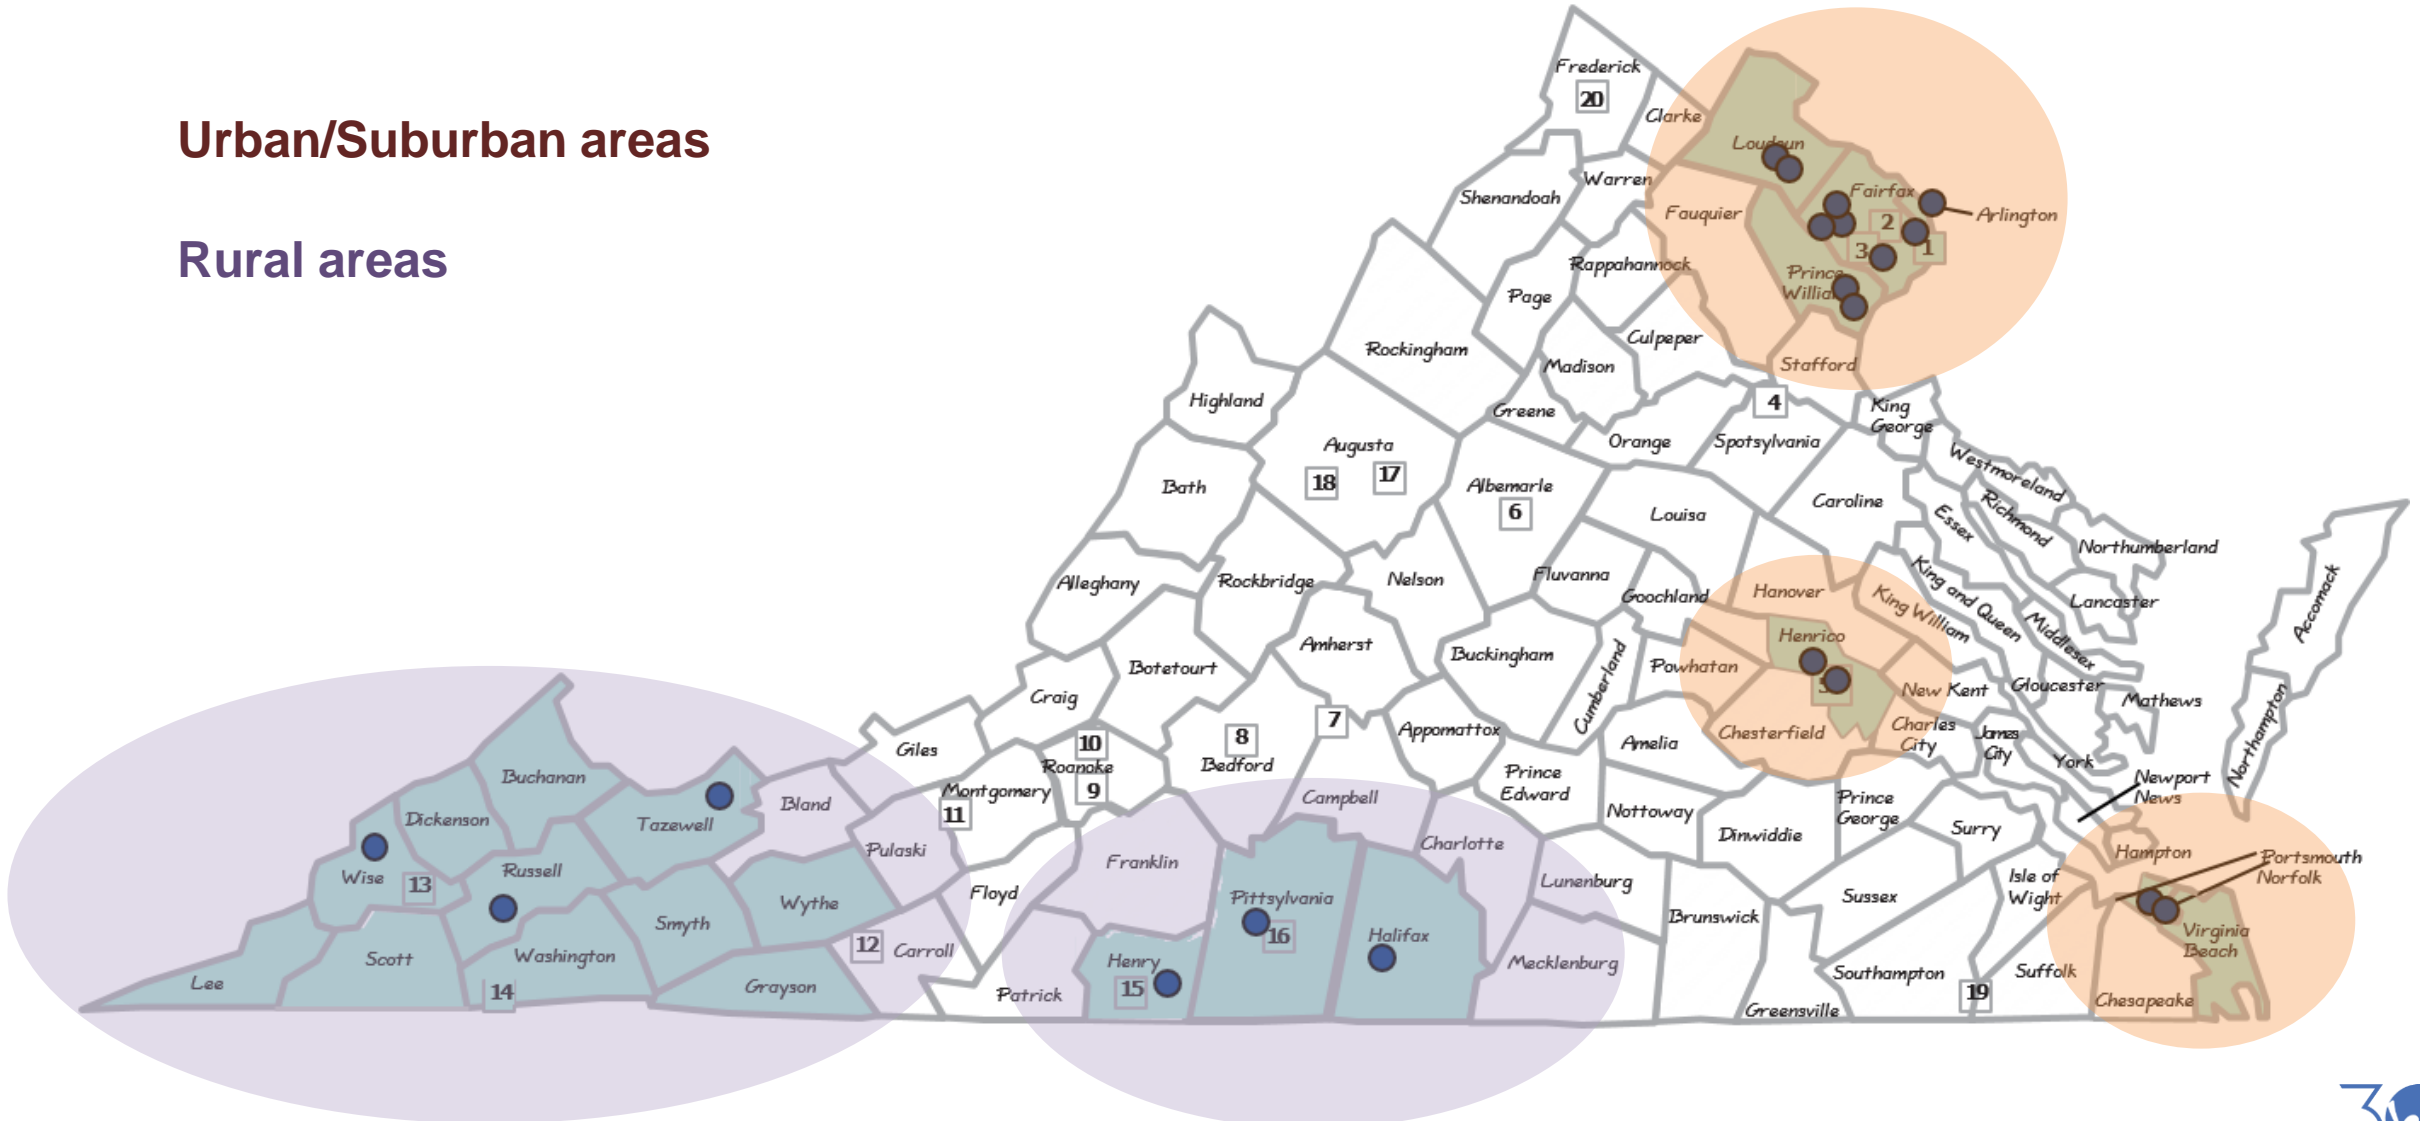 Urban/Suburban areas
Rural areas
Frederick
20
Clarke
Loudoun
Warren
Shenandoah
Fauquier
Fairfax
2
Arlington
3
1
Rappahannock
Prince
William
Page
Culpeper
Rockingham
Madison
Stafford
Highland
Greene
4
King
George
Augusta
Orange
Spotsylvania
18
17
Bath
Albemarle
6
Westmoreland
Caroline
Louisa
Essex
Richmond
Northumberland
Alleghany
Rockbridge
Nelson
Fluvanna
Goochland
Hanover
King William
King and Queen
Lancaster
Middlesex
Accomack
Amherst
Buckingham
Cumberland
Henrico
Powhatan
5
Botetourt
Craig
New Kent
Gloucester
Mathews
Northampton
7
8
Bedford
Appomattox
Amelia
Chesterfield
Charles
City
James
City
York
Giles
10
Roanoke
9
Montgomery
11
Newport
News
Buchanan
Dickenson
Tazewell
Bland
Pulaski
Campbell
Prince
Edward
Nottoway
Prince
George
Dinwiddie
Surry
Hampton
Portsmouth
Norfolk
Wise
13
Russell
Wythe
Smyth
Floyd
Franklin
Charlotte
Pittsylvania
16
Lunenburg
Brunswick
Sussex
Isle of
Wight
Virginia
Beach
Lee
Scott
Washington
14
Grayson
12
Carroll
Patrick
Henry
15
Halifax
Mecklenburg
Greensville
Southampton
19
Suffolk
Chesapeake
3